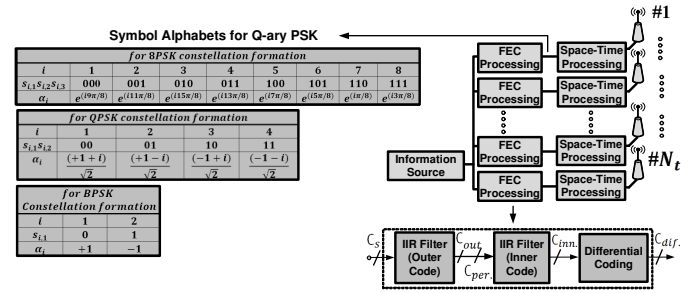 Symbol Alphabets for Q-ary PSK
for 8PSK constellation formation
i 1 2 3 4 5 6 7 8
s_{i,1}s_{i,2}s_{i,3} 000 001 010 011 100 101 110 111
α_i e^{(i9π/8)} e^{(i11π/8)} e^{(i15π/8)} e^{(i13π/8)} e^{(i7π/8)} e^{(i5π/8)} e^{(iπ/8)} e^{(i3π/8)}
for QPSK constellation formation
i 1 2 3 4
s_{i,1}s_{i,2} 00 01 10 11
α_i (+1 + i)/√2 (+1 − i)/√2 (−1 + i)/√2 (−1 − i)/√2
for BPSK
Constellation formation
i 1 2
s_{i,1} 0 1
α_i +1 −1
#1
FEC Processing
Space-Time Processing
FEC Processing
Space-Time Processing
Information Source
FEC Processing
Space-Time Processing
#N_t
FEC Processing
Space-Time Processing
C_s
IIR Filter (Outer Code)
C_out
C_per.
IIR Filter (Inner Code)
C_inn.
Differential Coding
C_dif.